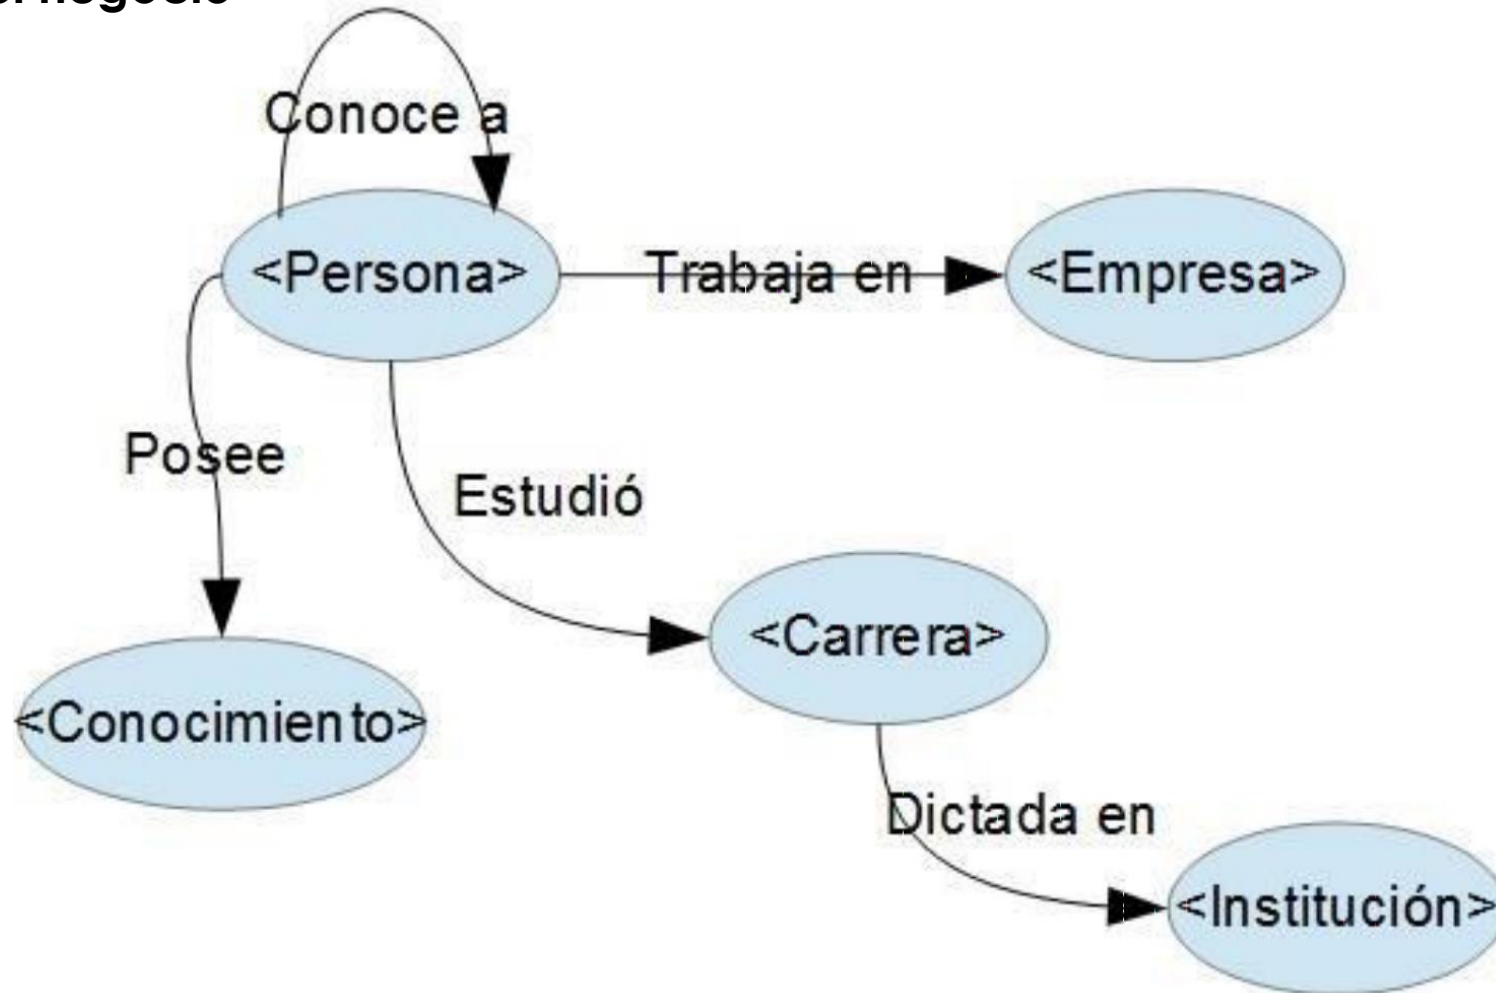 Conoce a
<Persona>
Trabaja en
<Empresa>
Posee
Estudió
<Carrera>
<Conocimiento>
Dictada en
<Institución>